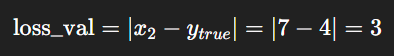 loss_val = |x₂ − y_true| = |7 − 4| = 3